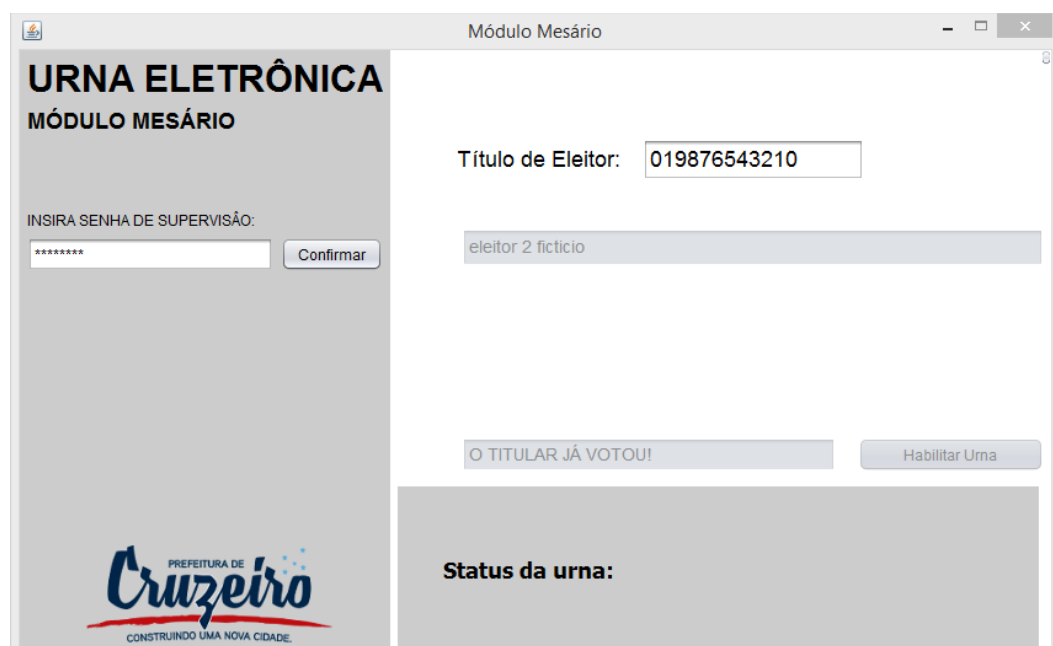 Módulo Mesário
URNA ELETRÔNICA
MÓDULO MESÁRIO
INSIRA SENHA DE SUPERVISÃO:
********
Confirmar
Título de Eleitor:
019876543210
eleitor 2 ficticio
O TITULAR JÁ VOTOU!
Habilitar Urna
Status da urna:
PREFEITURA DE
Cruzeiro
CONSTRUINDO UMA NOVA CIDADE.